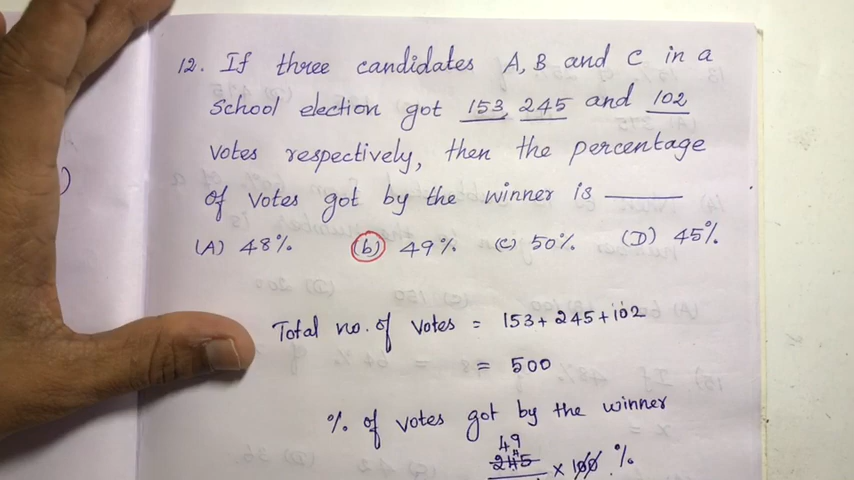 12. If three candidates A, B and C in a
school election got 153, 245 and 102
votes respectively, then the percentage
of votes got by the winner is ______
(A) 48% (b) 49% (C) 50% (D) 45%
Total no. of votes = 153 + 245 + 102
= 500
% of votes got by the winner
49
245 × 100 %